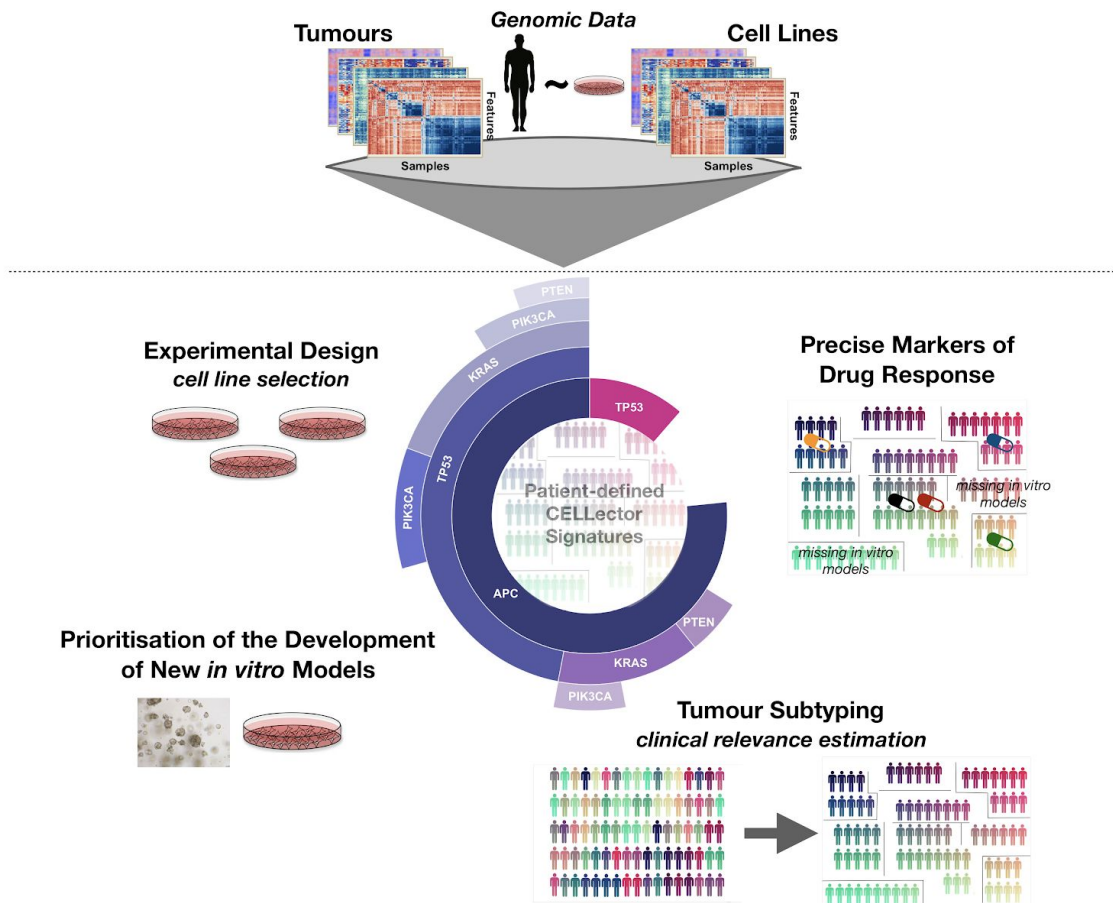 Genomic Data
Tumours
Cell Lines
Features
Features
Samples
Samples
PTEN
PIK3CA
KRAS
TP53
PIK3CA
TP53
APC
PTEN
KRAS
PIK3CA
Patient-defined
CELLector
Signatures
Experimental Design
cell line selection
Precise Markers of
Drug Response
missing in vitro
models
missing in vitro
models
Prioritisation of the Development
of New in vitro Models
Tumour Subtyping
clinical relevance estimation